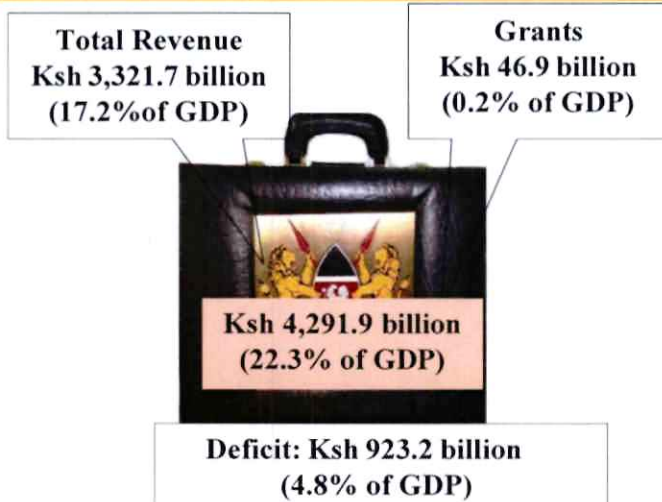 Total Revenue
Ksh 3,321.7 billion
(17.2%of GDP)
Grants
Ksh 46.9 billion
(0.2% of GDP)
Ksh 4,291.9 billion
(22.3% of GDP)
Deficit: Ksh 923.2 billion
(4.8% of GDP)